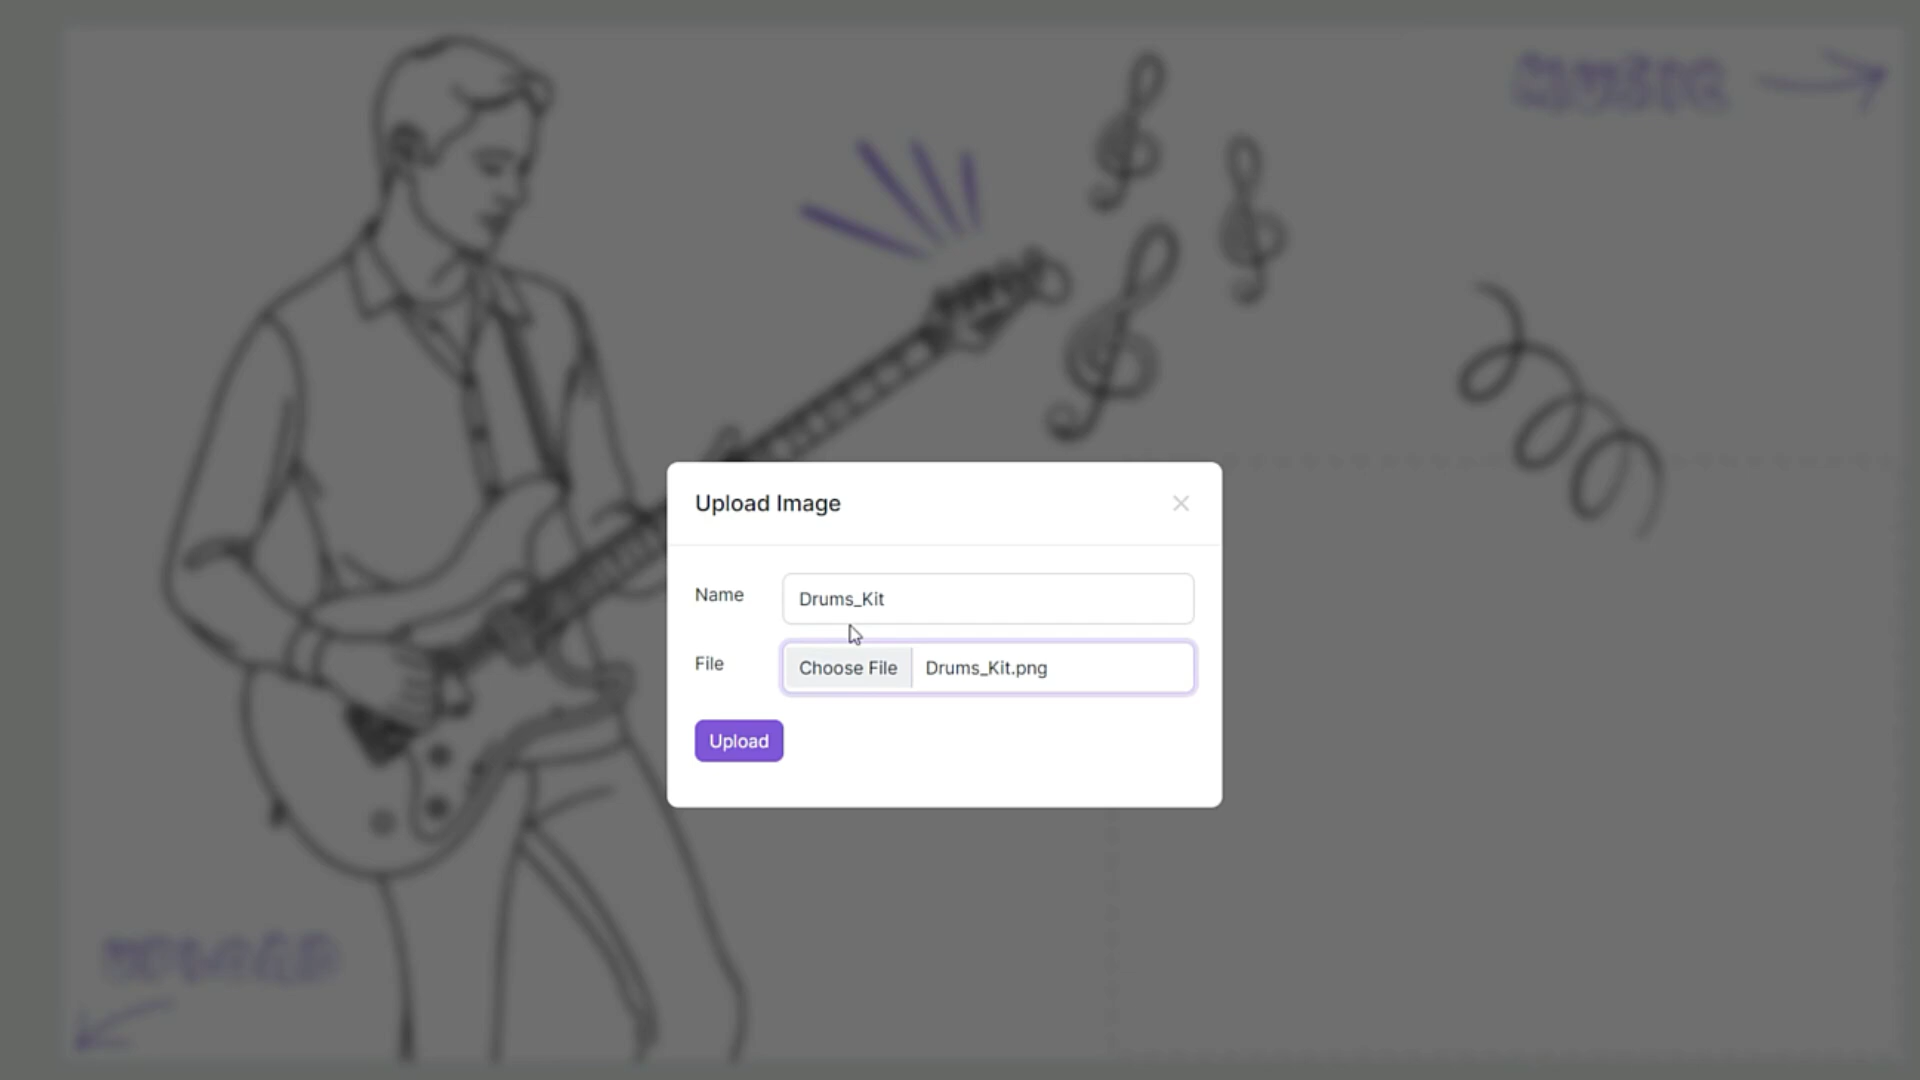 Upload Image
Name
Drums_Kit
File
Choose File
Drums_Kit.png
Upload